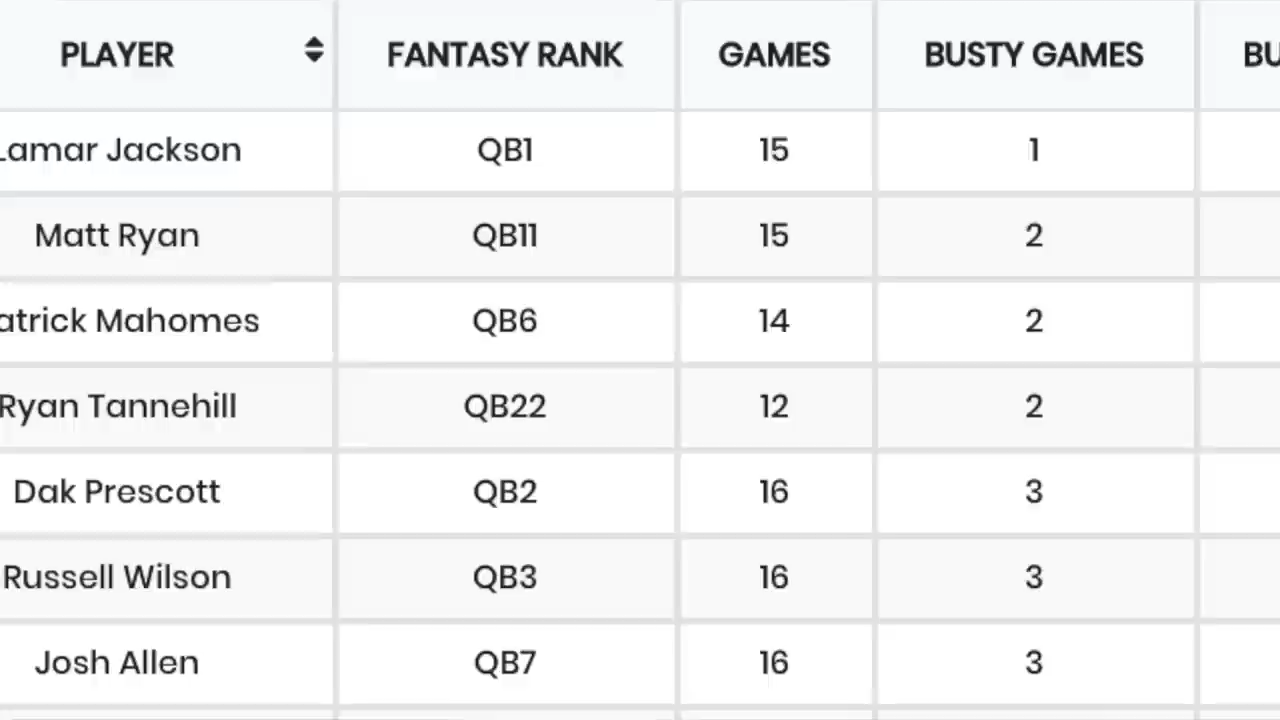 PLAYER FANTASY RANK GAMES BUSTY GAMES BU
Lamar Jackson QB1 15 1
Matt Ryan QB11 15 2
atrick Mahomes QB6 14 2
Ryan Tannehill QB22 12 2
Dak Prescott QB2 16 3
Russell Wilson QB3 16 3
Josh Allen QB7 16 3